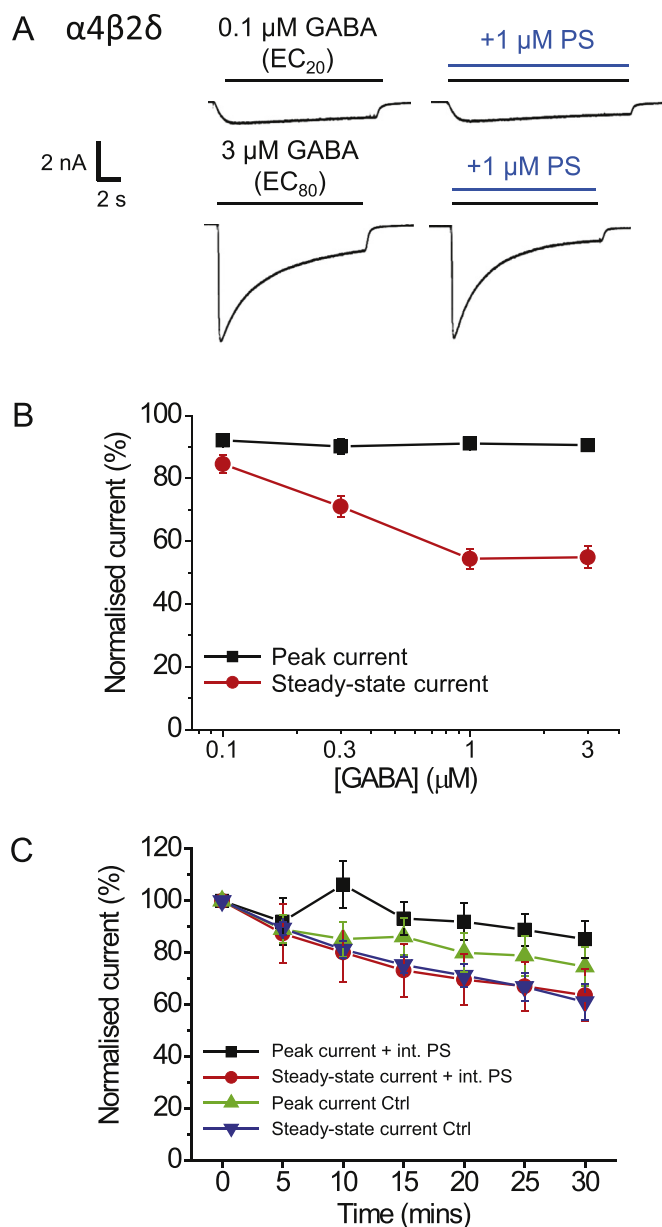 A α4β2δ
0.1 μM GABA
(EC20)
+1 μM PS
2 nA
2 s
3 μM GABA
(EC80)
+1 μM PS
B
Normalised current (%)
100
80
60
40
20
0
Peak current
Steady-state current
0.1 0.3 1 3
[GABA] (μM)
C
Normalised current (%)
120
100
80
60
40
20
0
Peak current + int. PS
Steady-state current + int. PS
Peak current Ctrl
Steady-state current Ctrl
0 5 10 15 20 25 30
Time (mins)